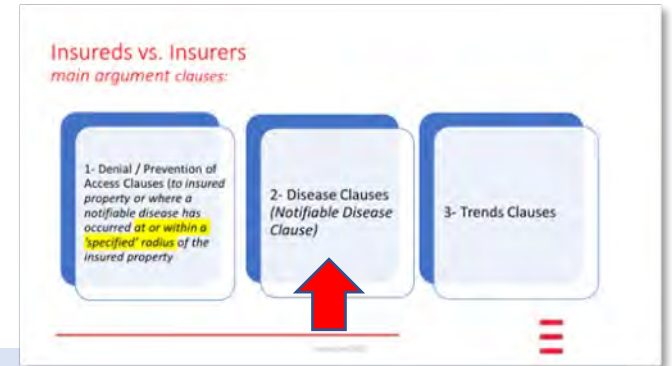 Insureds vs. Insurers
main argument clauses:
1- Denial / Prevention of
Access Clauses (to insured
property or where a
notifiable disease has
occurred at or within a
'specified' radius of the
insured property
2- Disease Clauses
(Notifiable Disease
Clause)
3- Trends Clauses